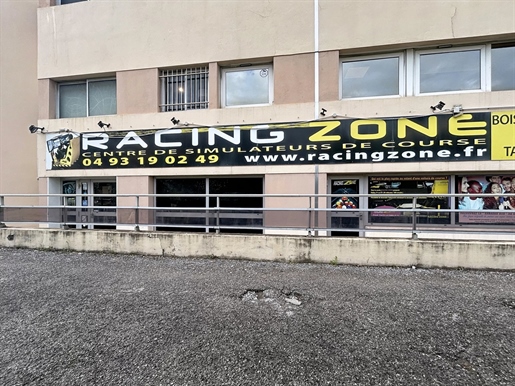 RACING ZONE
CENTRE DE SIMULATEURS DE COURSE
04 93 19 02 49 www.racingzone.fr
BOIS
TA